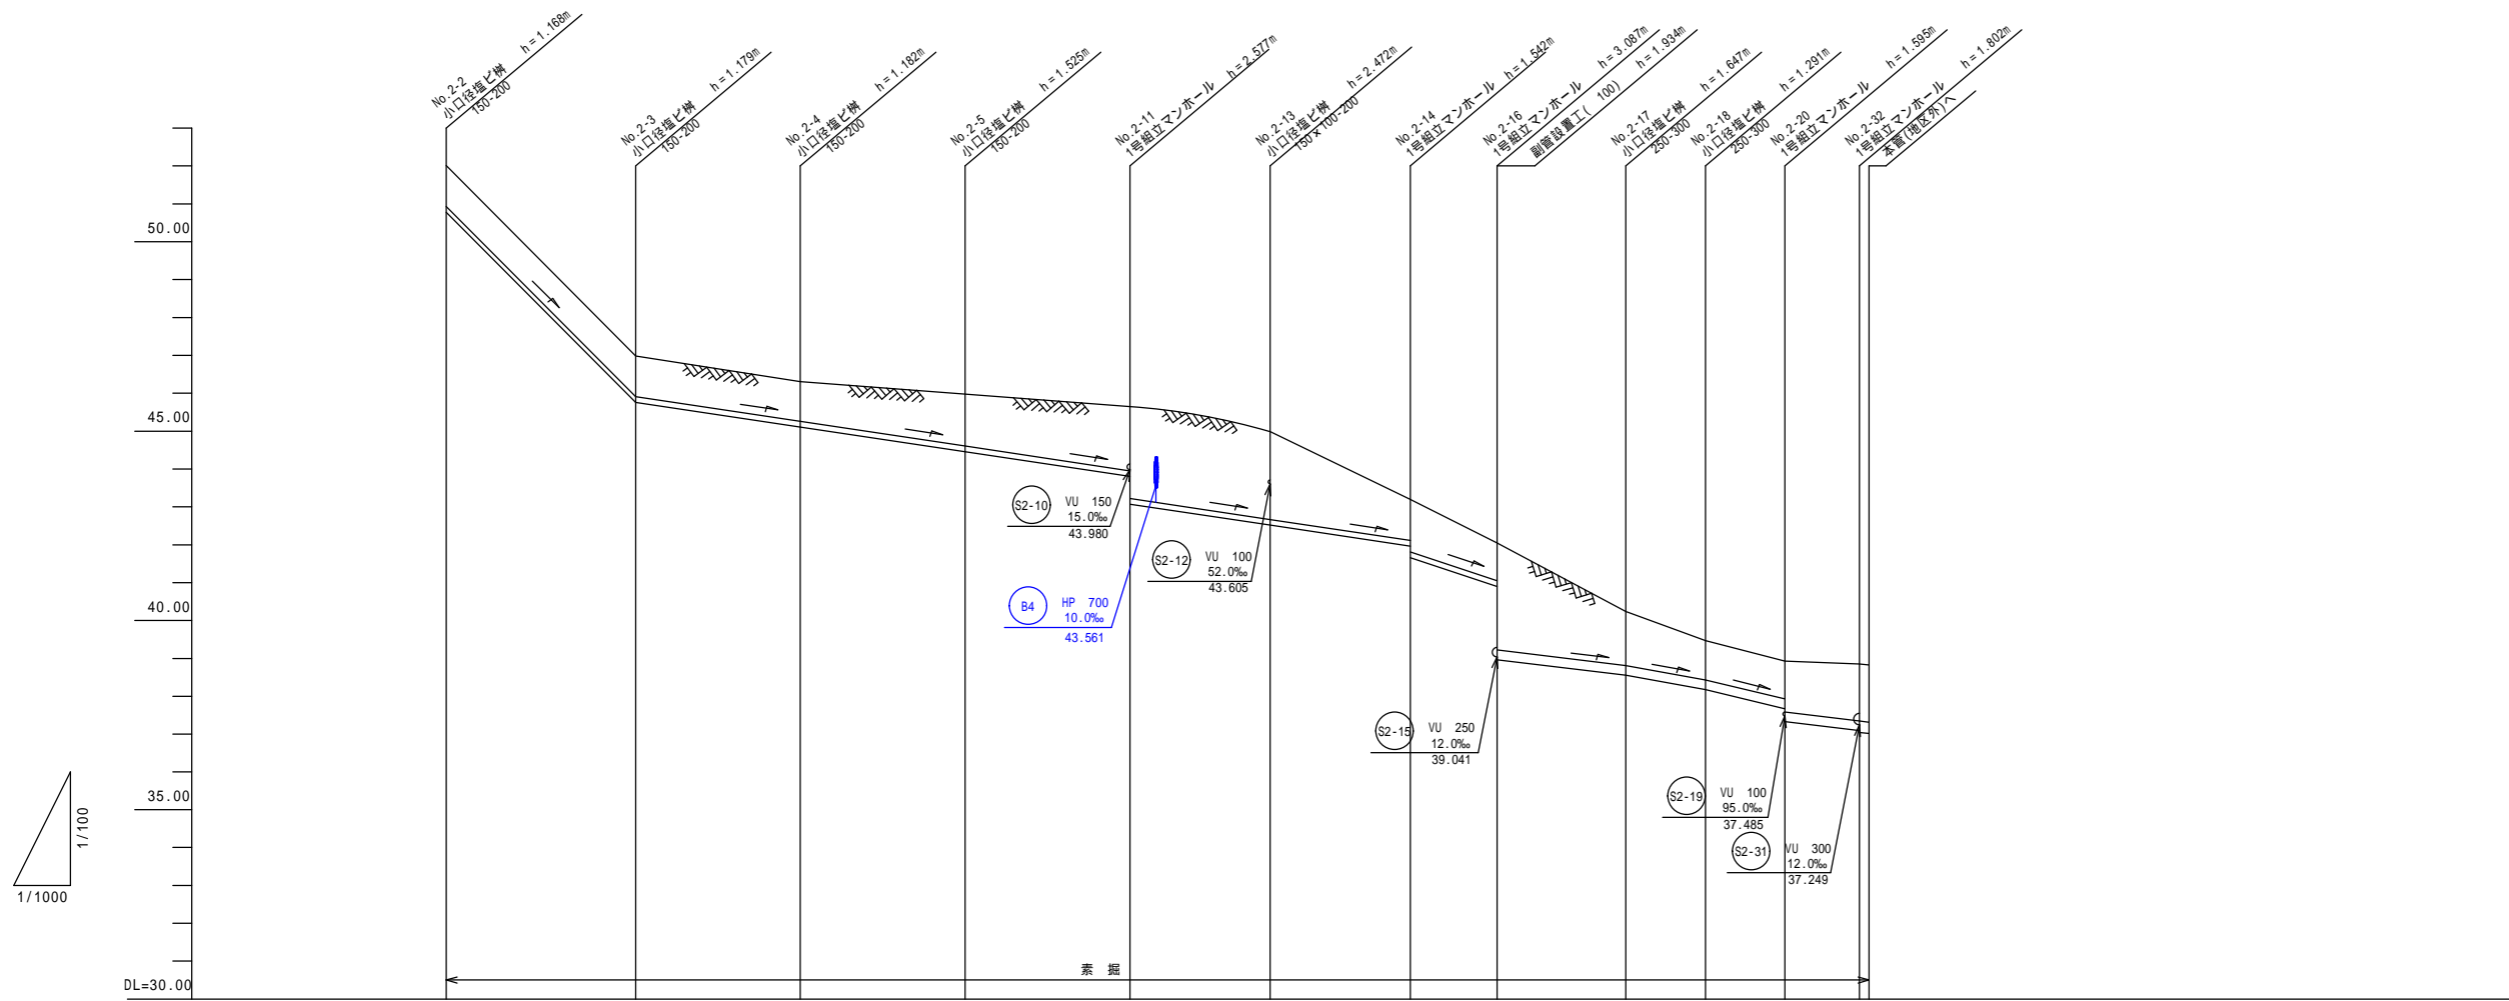 No.2-2
小口径塩ビ桝 h=1.168m
150-200
No.2-3
小口径塩ビ桝 h=1.179m
150-200
No.2-4
小口径塩ビ桝 h=1.182m
150-200
No.2-5
小口径塩ビ桝 h=1.525m
150-200
No.2-11
1号組立マンホール h=2.577m
No.2-13
小口径塩ビ桝 h=2.472m
150×100-200
No.2-14
1号組立マンホール h=1.542m
No.2-16
1号組立マンホール h=3.087m
副管設置工( 100) h=1.934m
No.2-17
小口径塩ビ桝 h=1.647m
250-300
No.2-18
小口径塩ビ桝 h=1.291m
250-300
No.2-20
1号組立マンホール h=1.595m
No.2-32
1号組立マンホール h=1.802m
本管(地区外)へ
50.00
45.00
40.00
35.00
DL=30.00
1/100
1/1000
S2-10 VU 150
15.0‰
43.980
S2-12 VU 100
52.0‰
43.605
B4 HP 700
10.0‰
43.561
S2-15 VU 250
12.0‰
39.041
S2-19 VU 100
95.0‰
37.485
S2-31 VU 300
12.0‰
37.249
素 掘